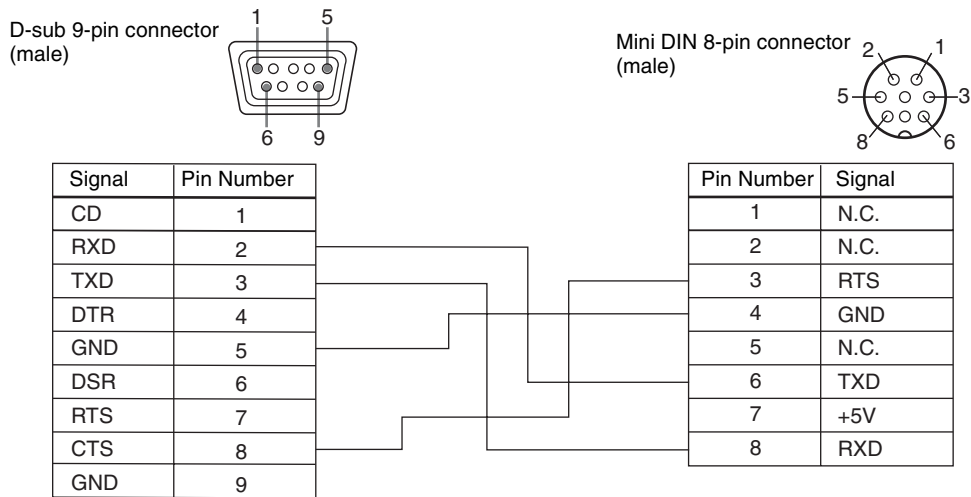 D-sub 9-pin connector
(male)
1 5
6 9
Mini DIN 8-pin connector
(male)
2 1
5 3
8 6
Signal Pin Number
CD 1
RXD 2
TXD 3
DTR 4
GND 5
DSR 6
RTS 7
CTS 8
GND 9
Pin Number Signal
1 N.C.
2 N.C.
3 RTS
4 GND
5 N.C.
6 TXD
7 +5V
8 RXD